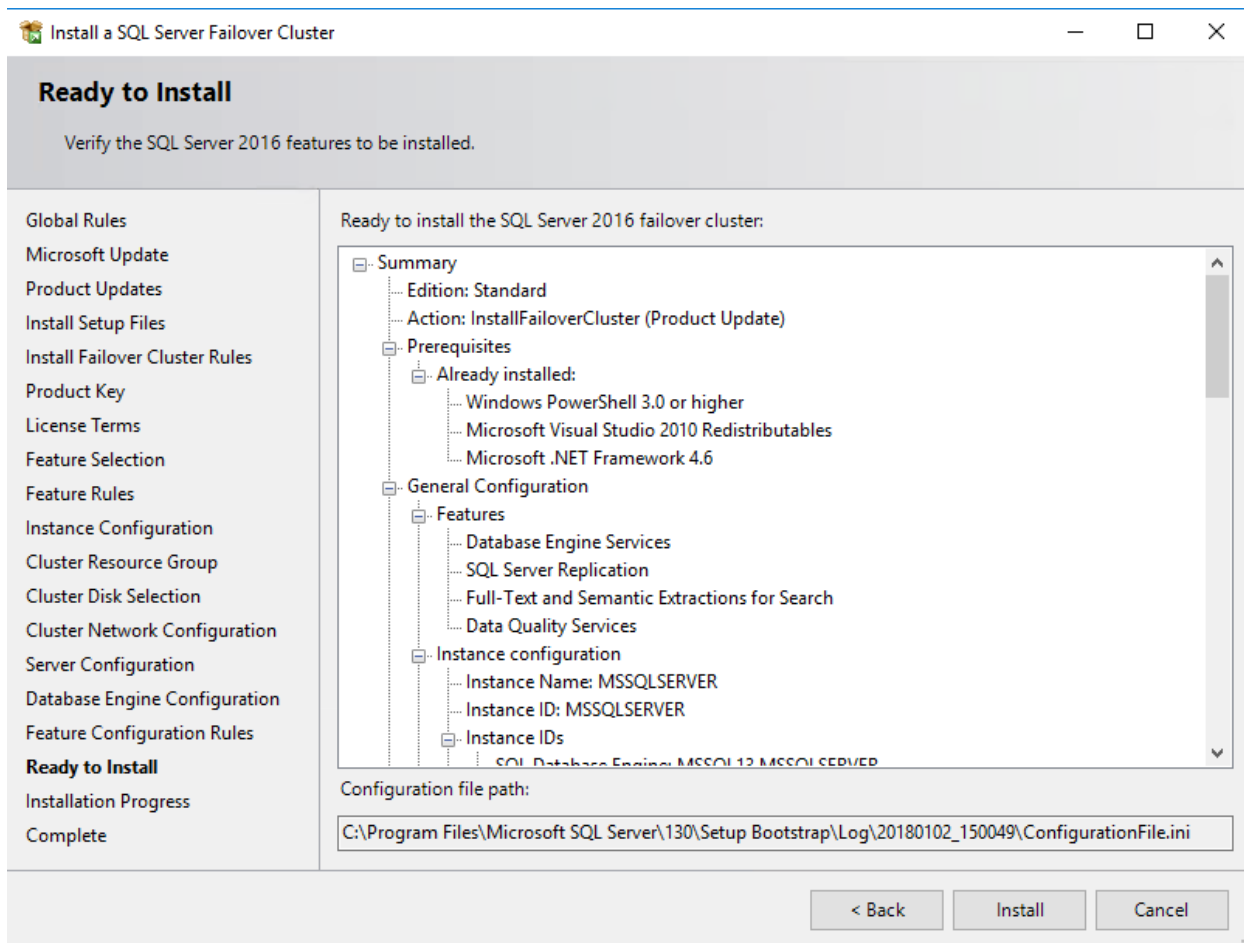 Install a SQL Server Failover Cluster
Ready to Install
Verify the SQL Server 2016 features to be installed.
Global Rules
Microsoft Update
Product Updates
Install Setup Files
Install Failover Cluster Rules
Product Key
License Terms
Feature Selection
Feature Rules
Instance Configuration
Cluster Resource Group
Cluster Disk Selection
Cluster Network Configuration
Server Configuration
Database Engine Configuration
Feature Configuration Rules
Ready to Install
Installation Progress
Complete
Ready to install the SQL Server 2016 failover cluster:
Summary
Edition: Standard
Action: InstallFailoverCluster (Product Update)
Prerequisites
Already installed:
Windows PowerShell 3.0 or higher
Microsoft Visual Studio 2010 Redistributables
Microsoft .NET Framework 4.6
General Configuration
Features
Database Engine Services
SQL Server Replication
Full-Text and Semantic Extractions for Search
Data Quality Services
Instance configuration
Instance Name: MSSQLSERVER
Instance ID: MSSQLSERVER
Instance IDs
SQL Database Engine: MSSQL13.MSSQLSERVER
Configuration file path:
C:\Program Files\Microsoft SQL Server\130\Setup Bootstrap\Log\20180102_150049\ConfigurationFile.ini
< Back
Install
Cancel